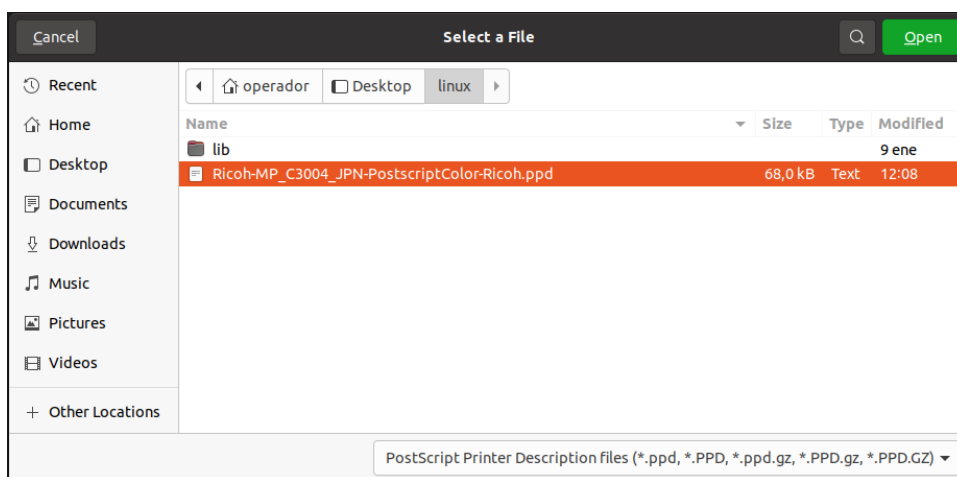 Cancel Select a File Open
Recent
Home
Desktop
Documents
Downloads
Music
Pictures
Videos
+ Other Locations
operador Desktop linux
Name Size Type Modified
lib 9 ene
Ricoh-MP_C3004_JPN-PostscriptColor-Ricoh.ppd 68,0 kB Text 12:08
PostScript Printer Description files (*.ppd, *.PPD, *.ppd.gz, *.PPD.gz, *.PPD.GZ)